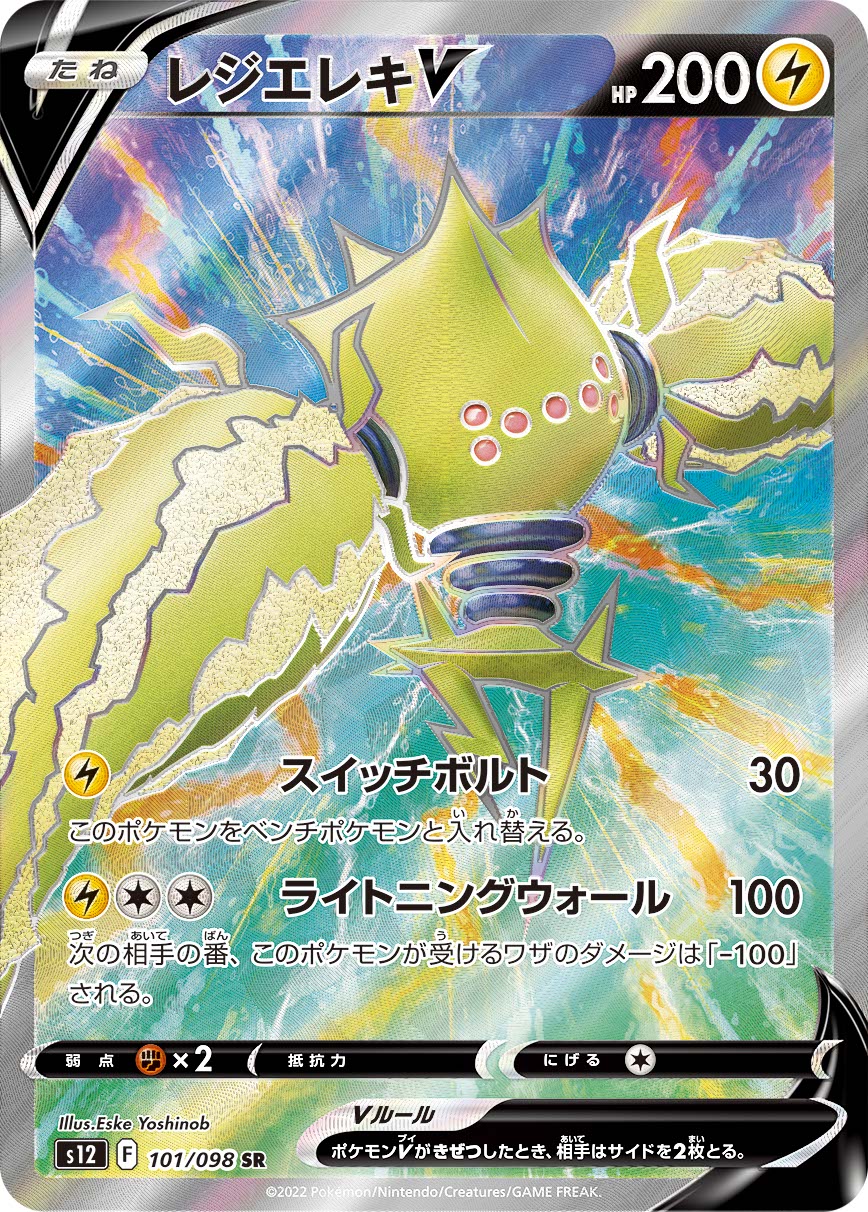 たね レジエレキV HP 200
スイッチボルト 30
このポケモンをベンチポケモンと入れ替える。
ライトニングウォール 100
次の相手の番、このポケモンが受けるワザのダメージは「-100」
される。
弱点 ×2 抵抗力 にげる
Illus.Eske Yoshinob
Vルール
ポケモンVがきぜつしたとき、相手はサイドを2枚とる。
s12 F 101/098 SR
©2022 Pokémon/Nintendo/Creatures/GAME FREAK.